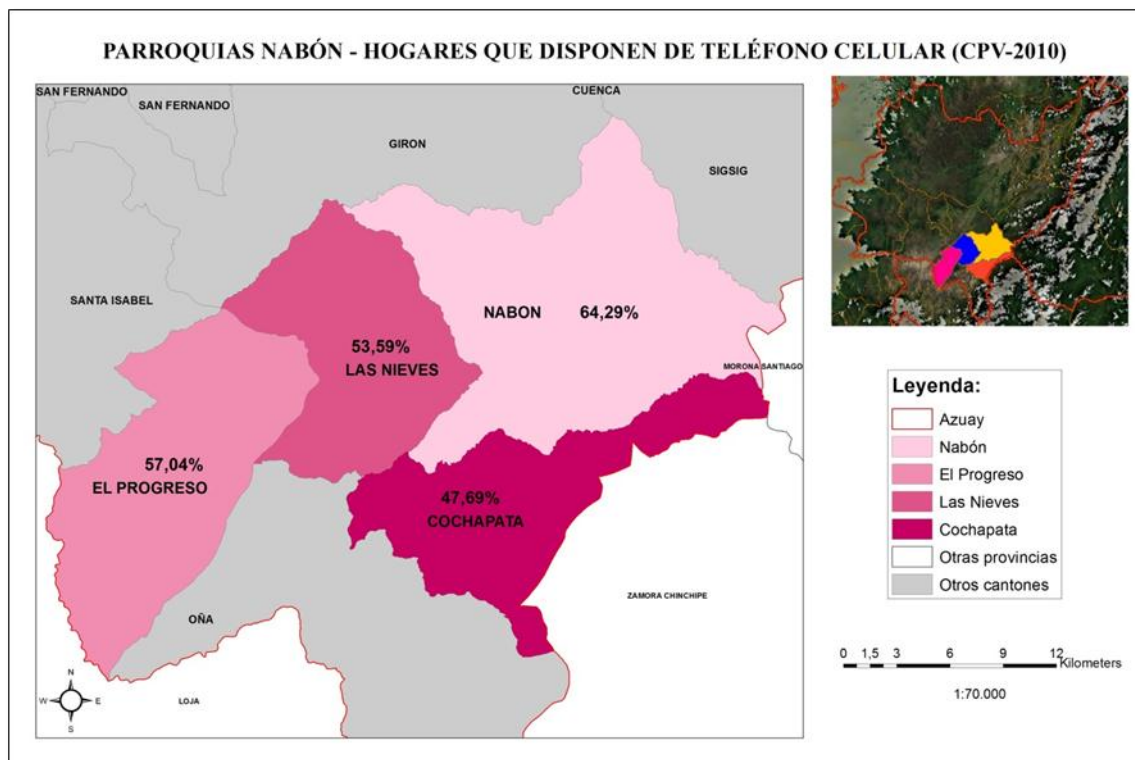 PARROQUIAS NABÓN - HOGARES QUE DISPONEN DE TELÉFONO CELULAR (CPV-2010)
SAN FERNANDO
SAN FERNANDO
CUENCA
GIRON
SIGSIG
SANTA ISABEL
NABON 64,29%
53,59%
LAS NIEVES
MORONA SANTIAGO
57,04%
EL PROGRESO
47,69%
COCHAPATA
ZAMORA CHINCHIPE
OÑA
LOJA
N
W E
S
Leyenda:
Azuay
Nabón
El Progreso
Las Nieves
Cochapata
Otras provincias
Otros cantones
0 1,5 3 6 9 12
Kilometers
1:70.000